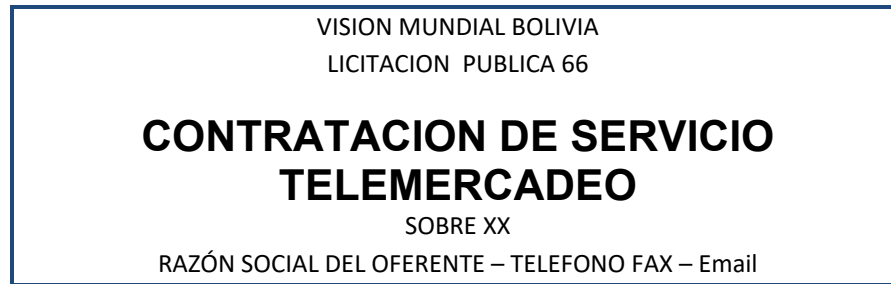 VISION MUNDIAL BOLIVIA
LICITACION PUBLICA 66
CONTRATACION DE SERVICIO
TELEMERCADEO
SOBRE XX
RAZÓN SOCIAL DEL OFERENTE – TELEFONO FAX – Email